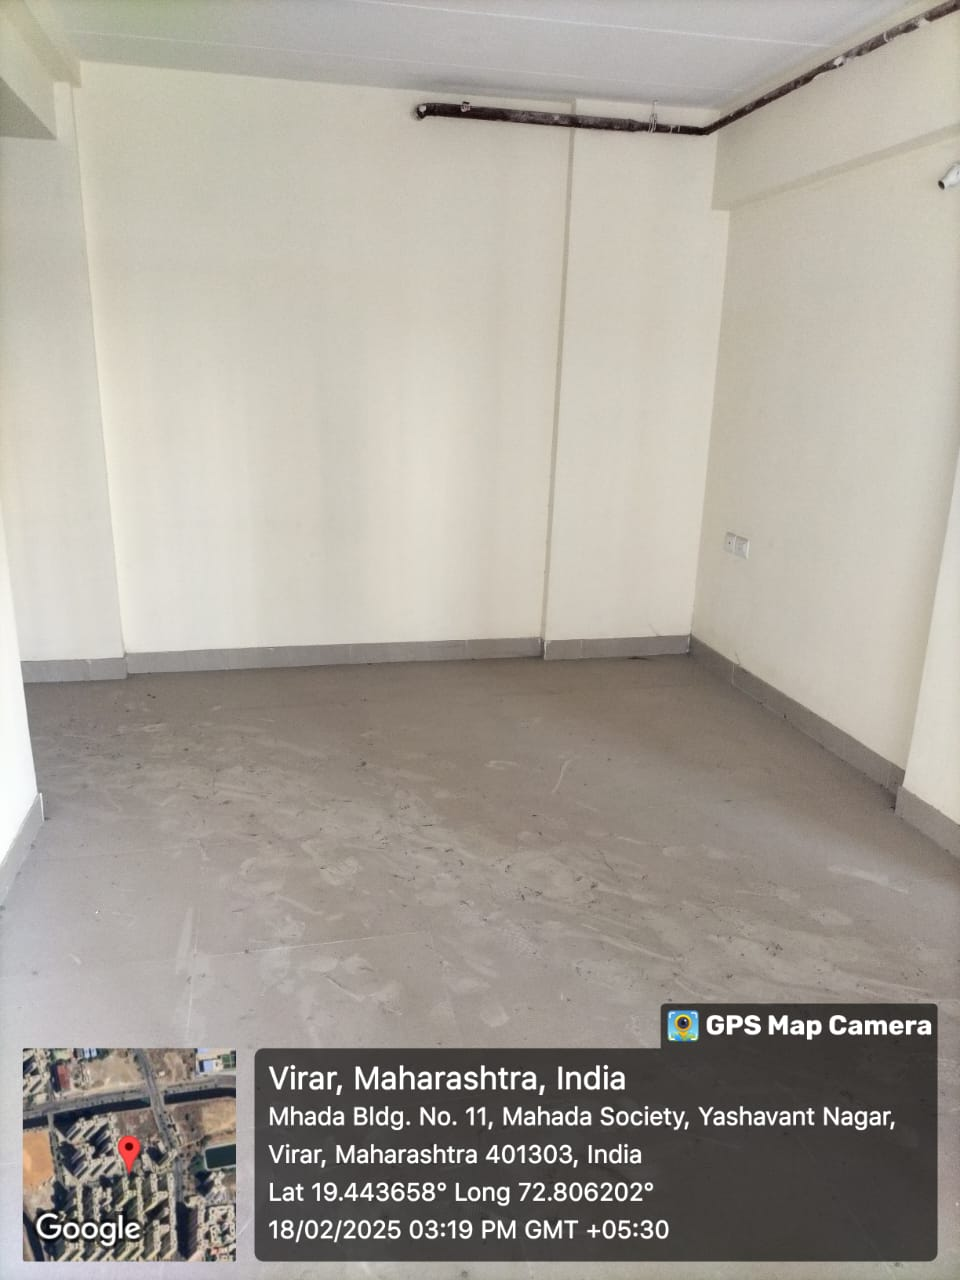 GPS Map Camera
Virar, Maharashtra, India
Mhada Bldg. No. 11, Mahada Society, Yashavant Nagar,
Virar, Maharashtra 401303, India
Lat 19.443658° Long 72.806202°
18/02/2025 03:19 PM GMT +05:30
Google